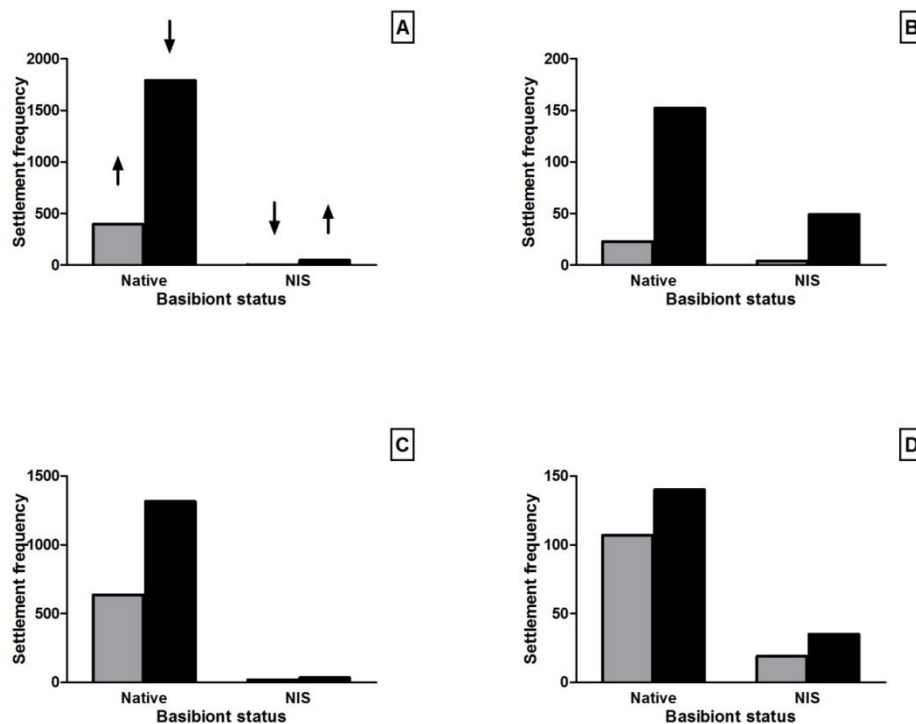 A
Settlement frequency
2000
1500
1000
500
0
Native
NIS
Basibiont status
B
Settlement frequency
200
150
100
50
0
Native
NIS
Basibiont status
C
Settlement frequency
1500
1000
500
0
Native
NIS
Basibiont status
D
Settlement frequency
150
100
50
0
Native
NIS
Basibiont status